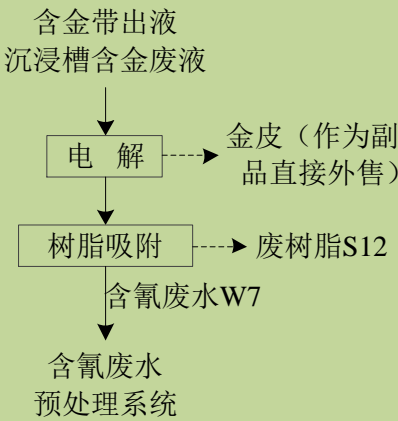 含金带出液
沉浸槽含金废液
电 解
金皮（作为副
品直接外售）
树脂吸附
废树脂S12
含氰废水W7
含氰废水
预处理系统